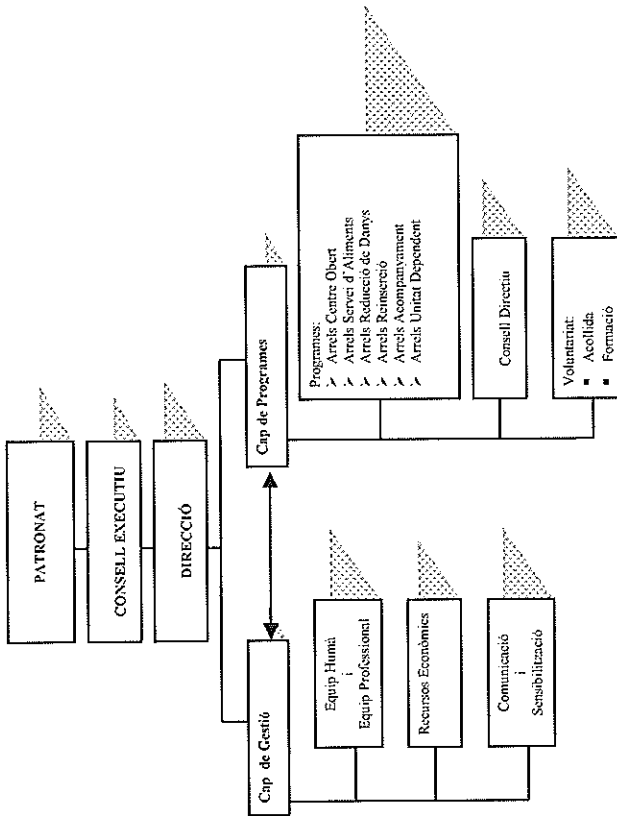 PATRONAT
CONSELL EXECUTIU
DIRECCIÓ
Cap de Gestió
Cap de Programes
Equip Humà
i
Equip Professional
Recursos Econòmics
Comunicació
i
Sensibilització
Programes:
➤ Arrels Centre Obert
➤ Arrels Servei d'Aliments
➤ Arrels Reducció de Danys
➤ Arrels Reinserció
➤ Arrels Acompanyament
➤ Arrels Unitat Dependent
Consell Directiu
Voluntariat:
▪ Acollida
▪ Formació